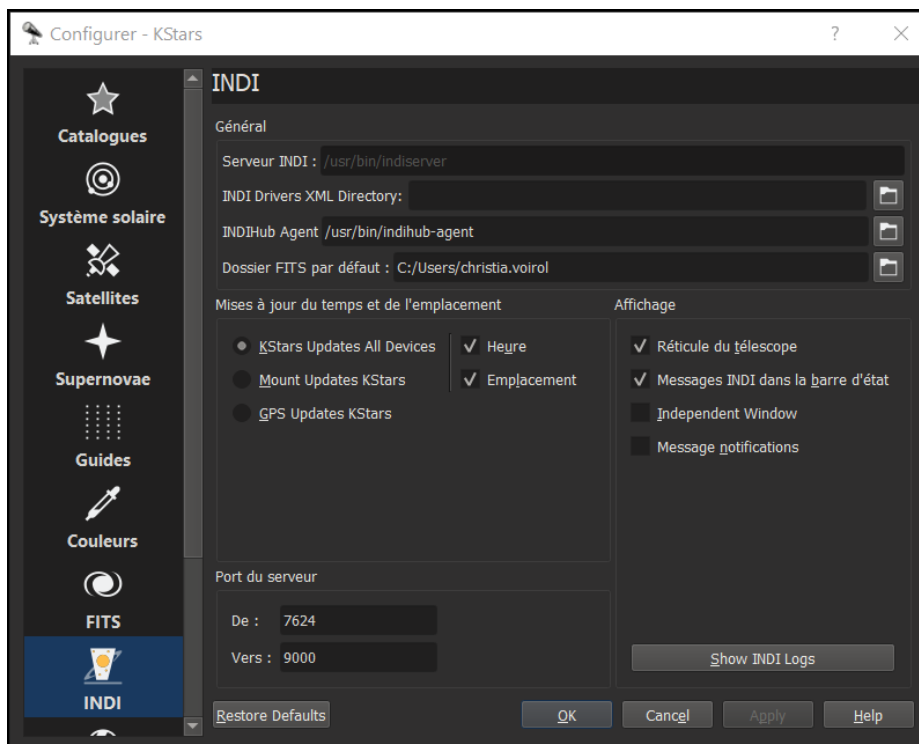 Configurer - KStars
Catalogues
Système solaire
Satellites
Supernovae
Guides
Couleurs
FITS
INDI
INDI
Général
Serveur INDI : /usr/bin/indiserver
INDI Drivers XML Directory:
INDIHub Agent /usr/bin/indihub-agent
Dossier FITS par défaut : C:/Users/christia.voirol
Mises à jour du temps et de l'emplacement
KStars Updates All Devices
Heure
Mount Updates KStars
Emplacement
GPS Updates KStars
Affichage
Réticule du télescope
Messages INDI dans la barre d'état
Independent Window
Message notifications
Port du serveur
De : 7624
Vers : 9000
Show INDI Logs
Restore Defaults
OK
Cancel
Apply
Help